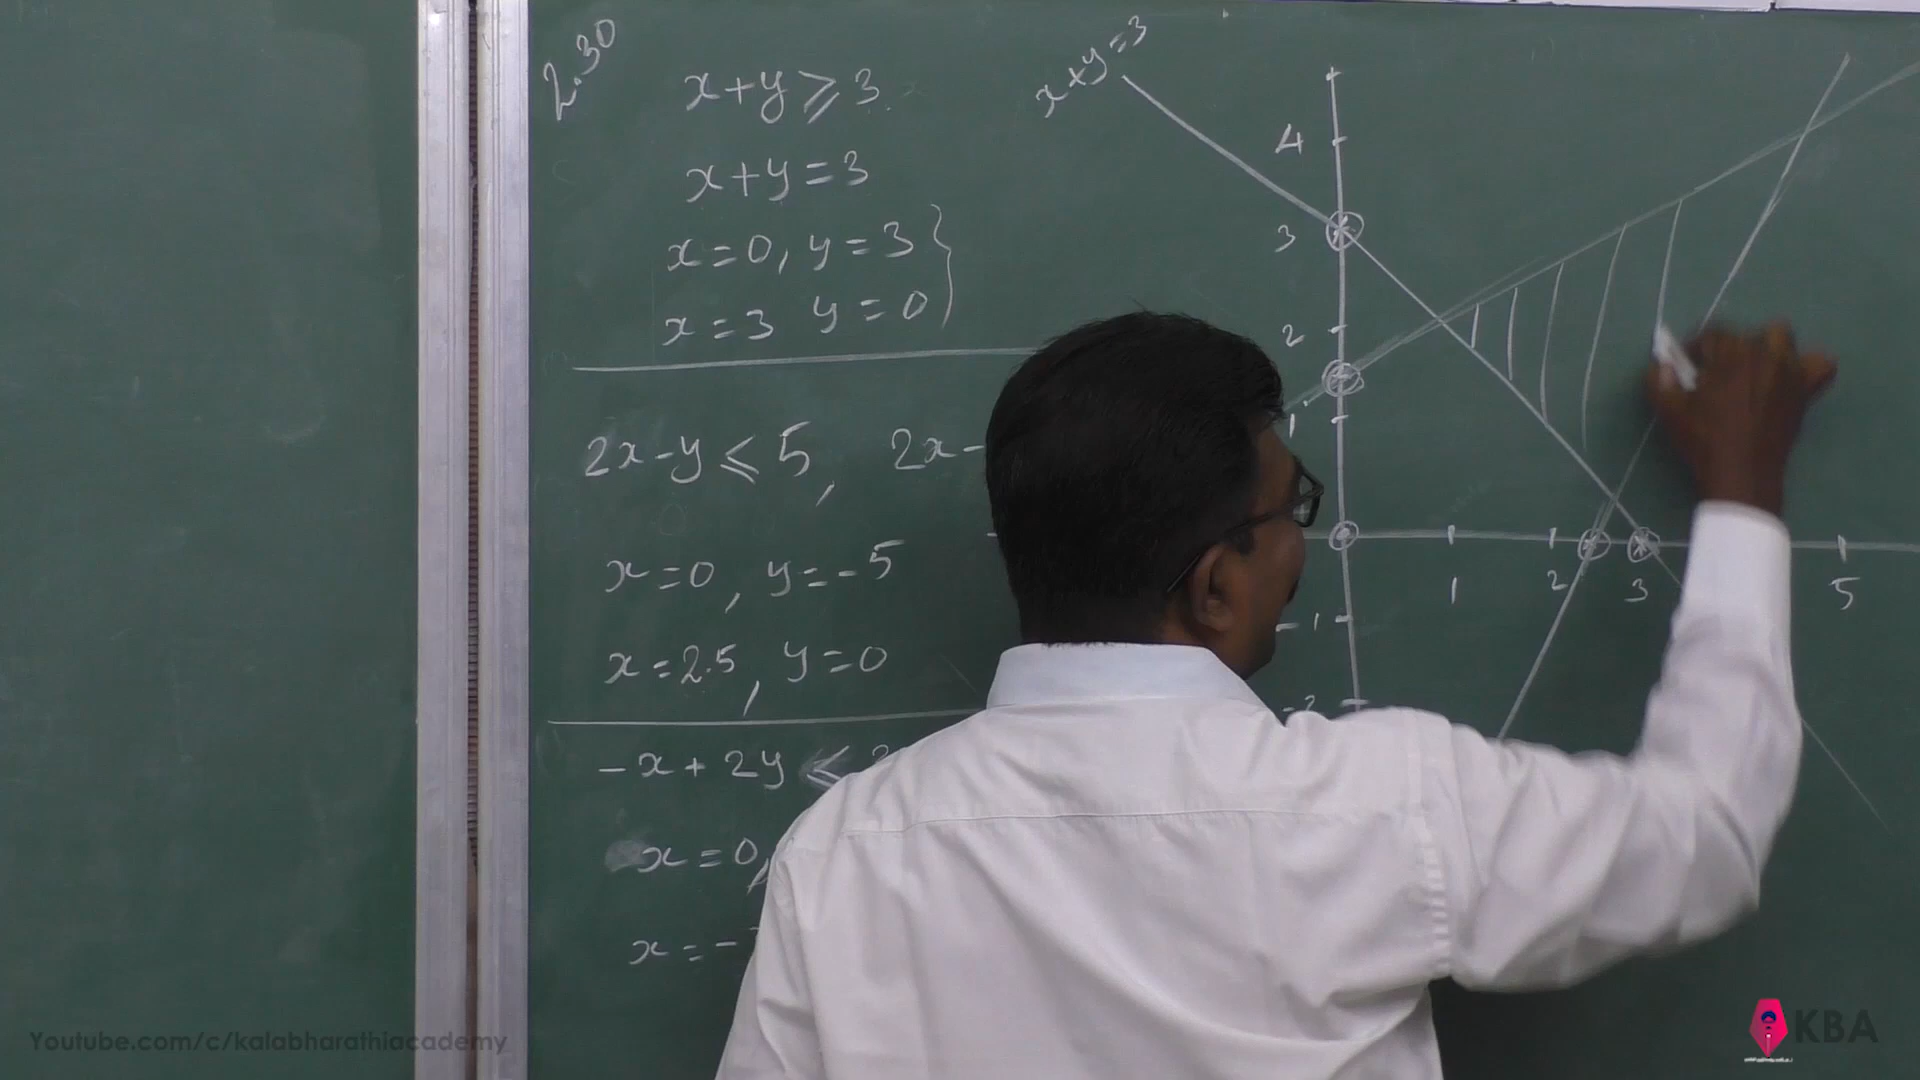 2.30
x+y≥3
x+y=3
x=0, y=3
x=3 y=0
2x-y≤5, 2x-
x=0, y=-5
x=2.5, y=0
-x+2y≤
x=0,
x=-
x+y=3
4
3
2
1
-1
-2
1
2
3
5
Youtube.com/c/kalabharathiacademy
KBA